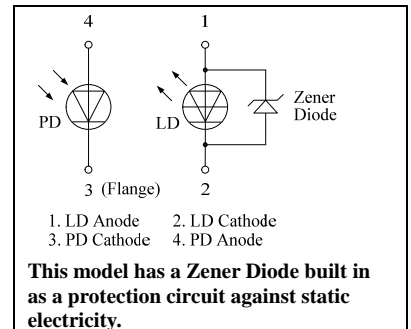 4 1
PD LD Zener
Diode
3 (Flange) 2
1. LD Anode 2. LD Cathode
3. PD Cathode 4. PD Anode
This model has a Zener Diode built in
as a protection circuit against static
electricity.